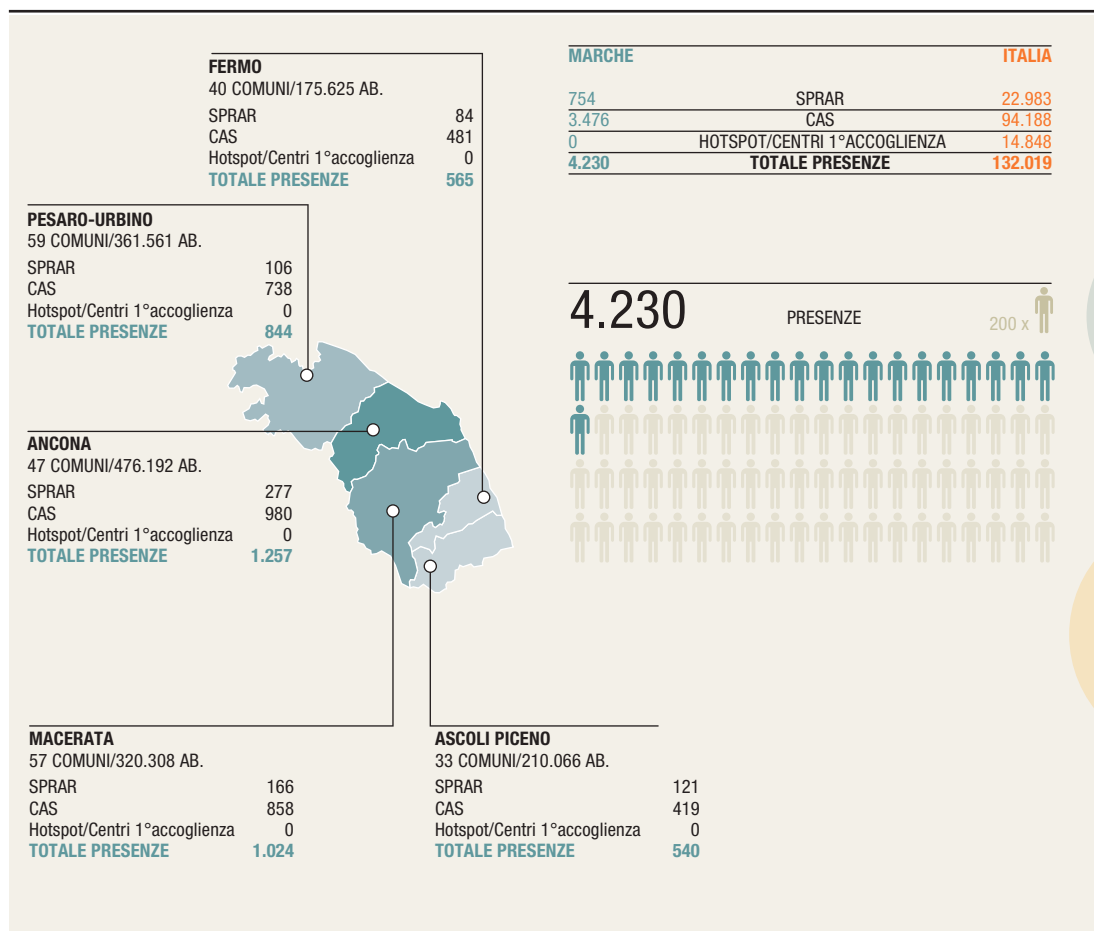 FERMO
40 COMUNI/175.625 AB.
SPRAR 84
CAS 481
Hotspot/Centri 1°accoglienza 0
TOTALE PRESENZE 565
MARCHE ITALIA
754 SPRAR 22.983
3.476 CAS 94.188
0 HOTSPOT/CENTRI 1°ACCOGLIENZA 14.848
4.230 TOTALE PRESENZE 132.019
PESARO-URBINO
59 COMUNI/361.561 AB.
SPRAR 106
CAS 738
Hotspot/Centri 1°accoglienza 0
TOTALE PRESENZE 844
4.230 PRESENZE 200 x
ANCONA
47 COMUNI/476.192 AB.
SPRAR 277
CAS 980
Hotspot/Centri 1°accoglienza 0
TOTALE PRESENZE 1.257
MACERATA
57 COMUNI/320.308 AB.
SPRAR 166
CAS 858
Hotspot/Centri 1°accoglienza 0
TOTALE PRESENZE 1.024
ASCOLI PICENO
33 COMUNI/210.066 AB.
SPRAR 121
CAS 419
Hotspot/Centri 1°accoglienza 0
TOTALE PRESENZE 540